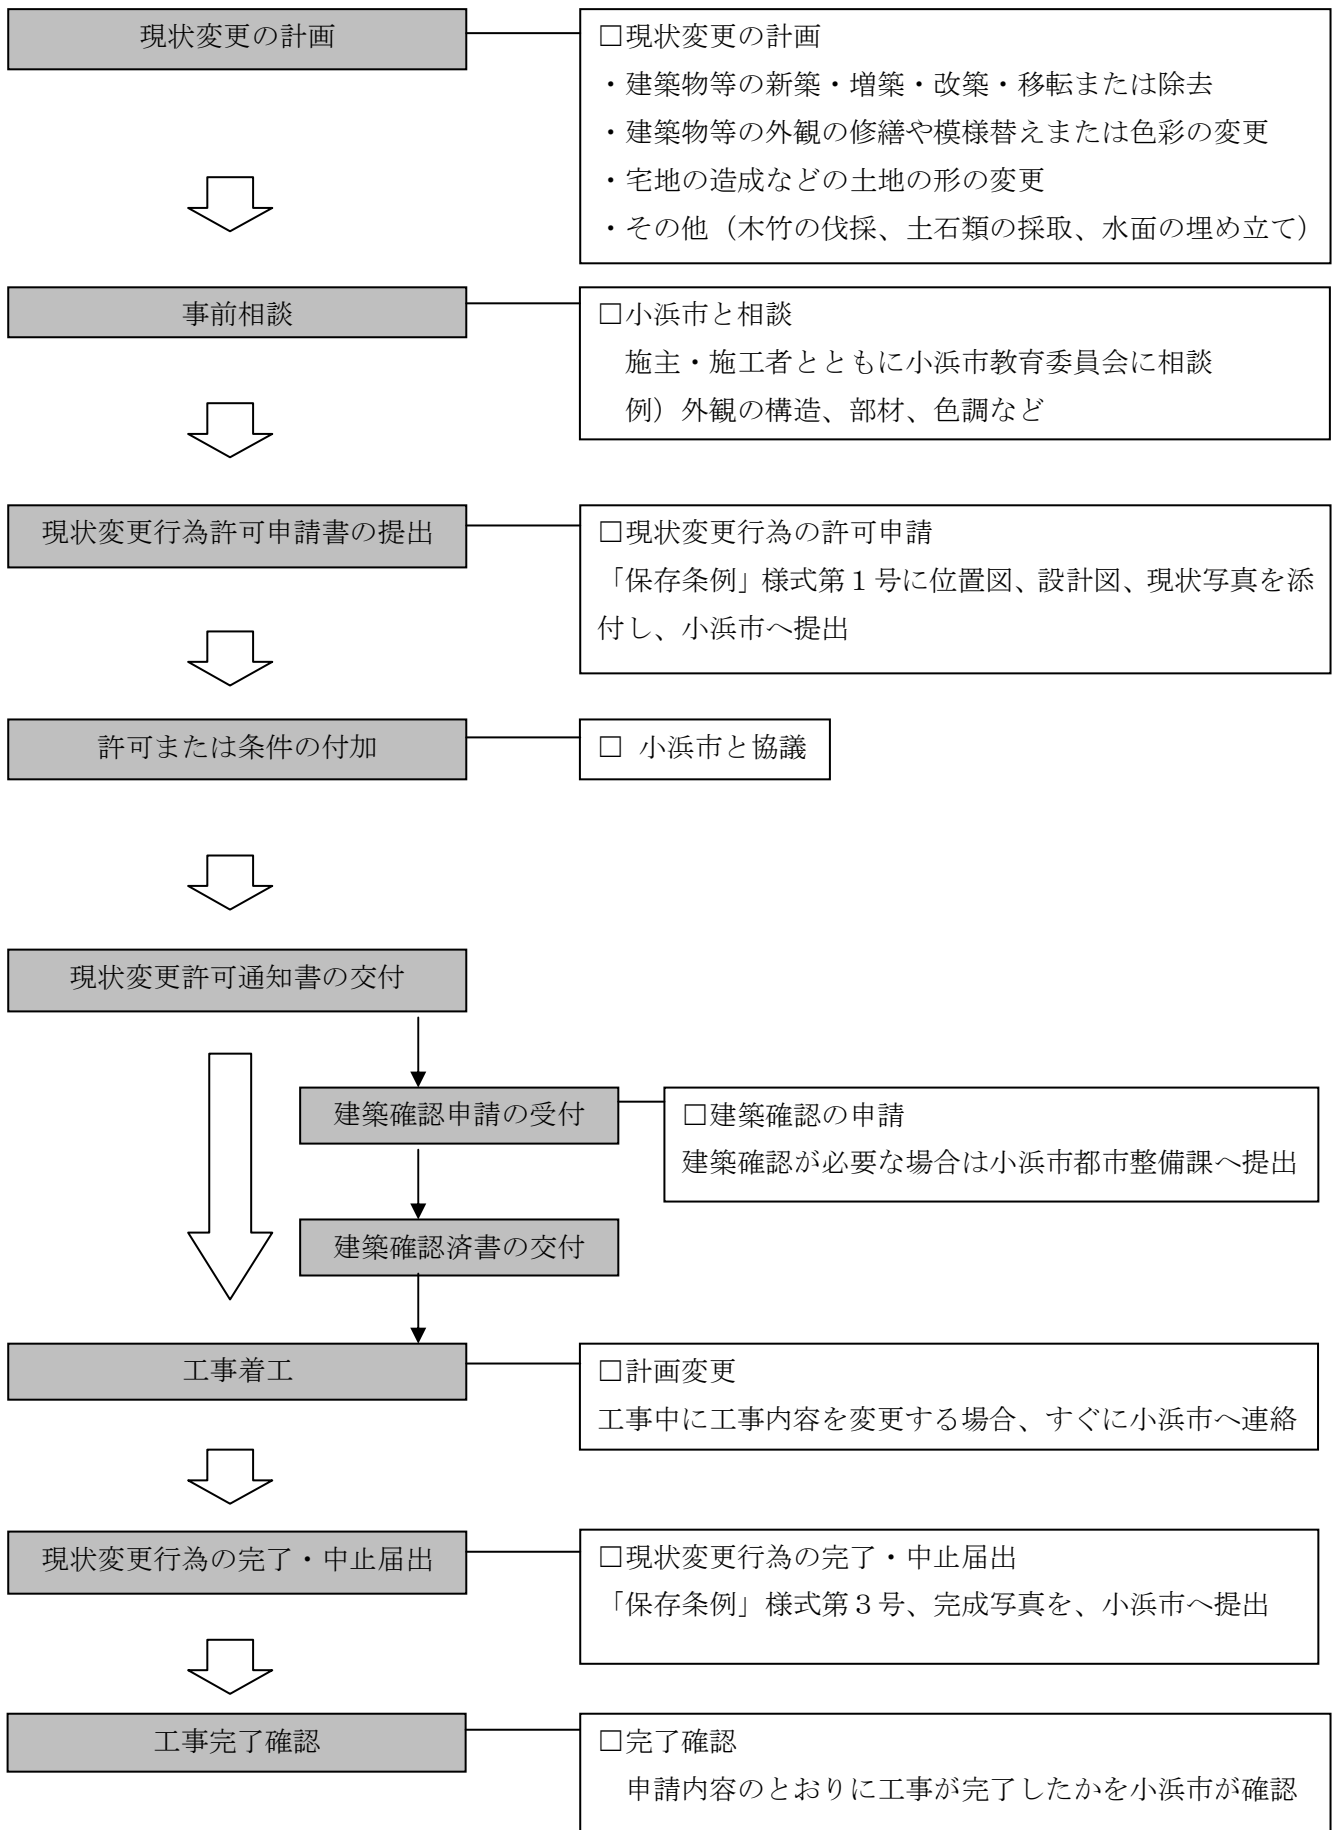 現状変更の計画
□現状変更の計画
・建築物等の新築・増築・改築・移転または除去
・建築物等の外観の修繕や模様替えまたは色彩の変更
・宅地の造成などの土地の形の変更
・その他（木竹の伐採、土石類の採取、水面の埋め立て）
事前相談
□小浜市と相談
施主・施工者とともに小浜市教育委員会に相談
例）外観の構造、部材、色調など
現状変更行為許可申請書の提出
□現状変更行為の許可申請
「保存条例」様式第１号に位置図、設計図、現状写真を添
付し、小浜市へ提出
許可または条件の付加
□ 小浜市と協議
現状変更許可通知書の交付
建築確認申請の受付
□建築確認の申請
建築確認が必要な場合は小浜市都市整備課へ提出
建築確認済書の交付
工事着工
□計画変更
工事中に工事内容を変更する場合、すぐに小浜市へ連絡
現状変更行為の完了・中止届出
□現状変更行為の完了・中止届出
「保存条例」様式第３号、完成写真を、小浜市へ提出
工事完了確認
□完了確認
申請内容のとおりに工事が完了したかを小浜市が確認